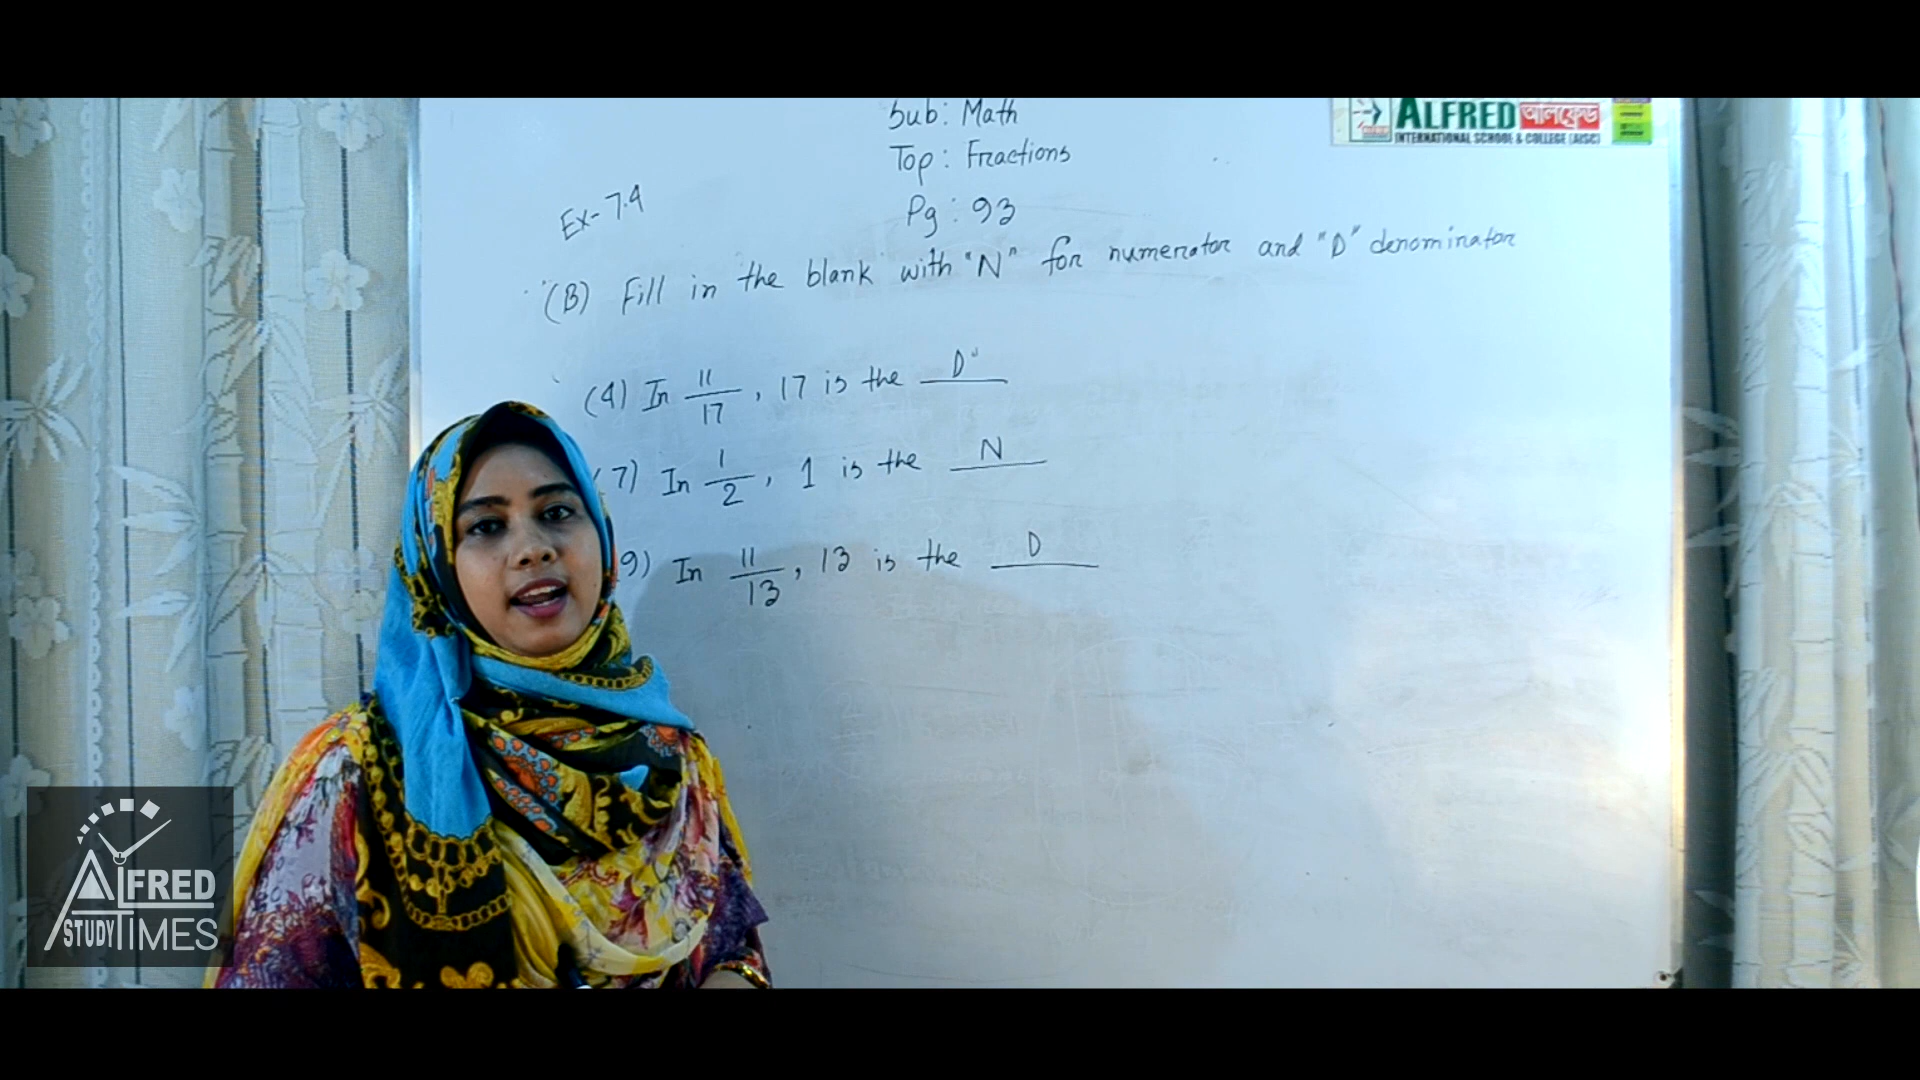 Sub: Math
Top: Fractions
Pg: 93
Ex-7.4
(B) Fill in the blank with "N" for numerator and "D" denominator
(4) In 11/17, 17 is the D
7) In 1/2, 1 is the N
9) In 11/13, 13 is the D
ALFRED আলফ্রেড
INTERNATIONAL SCHOOL & COLLEGE (AISC)
ALFRED
STUDY TIMES